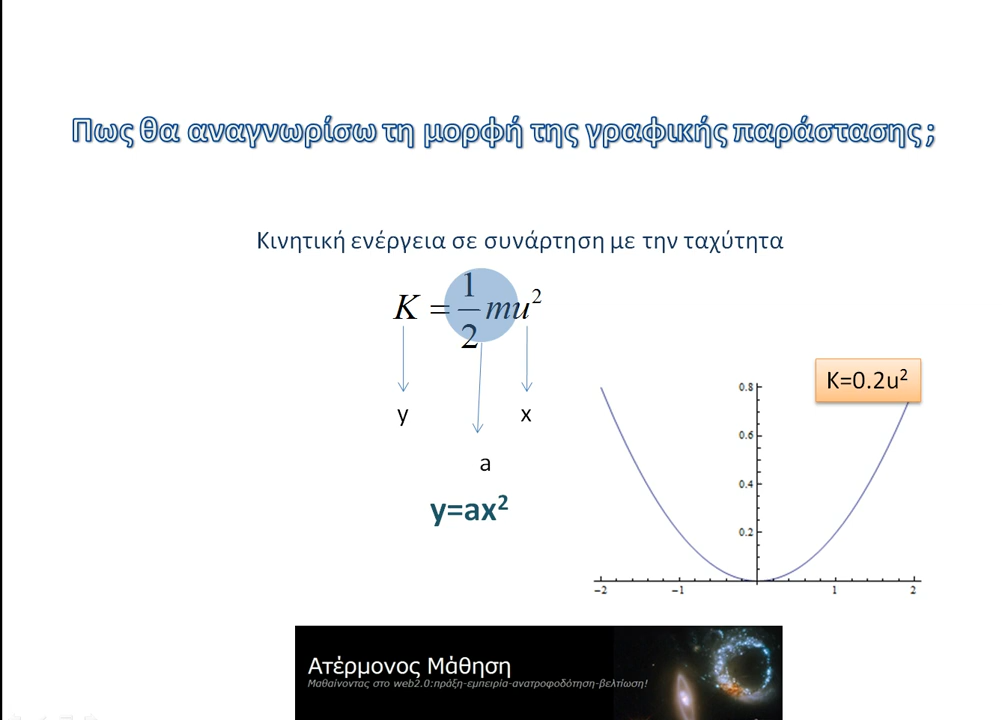 Πως θα αναγνωρίσω τη μορφή της γραφικής παράστασης;
Κινητική ενέργεια σε συνάρτηση με την ταχύτητα
K = 1/2 mu²
y
x
a
y=ax²
K=0.2u²
0.8
0.6
0.4
0.2
-2 -1 1 2
Ατέρμονος Μάθηση
Μαθαίνοντας στο web2.0:πράξη-εμπειρία-ανατροφοδότηση-βελτίωση!